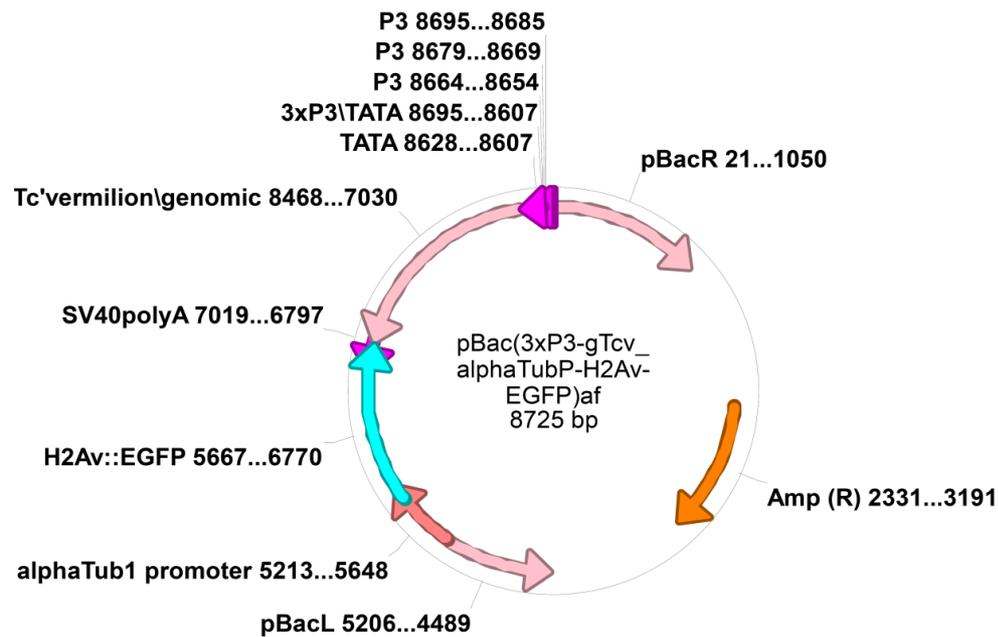 P3 8695...8685
P3 8679...8669
P3 8664...8654
3xP3\TATA 8695...8607
TATA 8628...8607
pBacR 21...1050
Tc'vermilion\genomic 8468...7030
SV40polyA 7019...6797
pBac(3xP3-gTcv_
alphaTubP-H2Av-
EGFP)af
8725 bp
H2Av::EGFP 5667...6770
Amp (R) 2331...3191
alphaTub1 promoter 5213...5648
pBacL 5206...4489